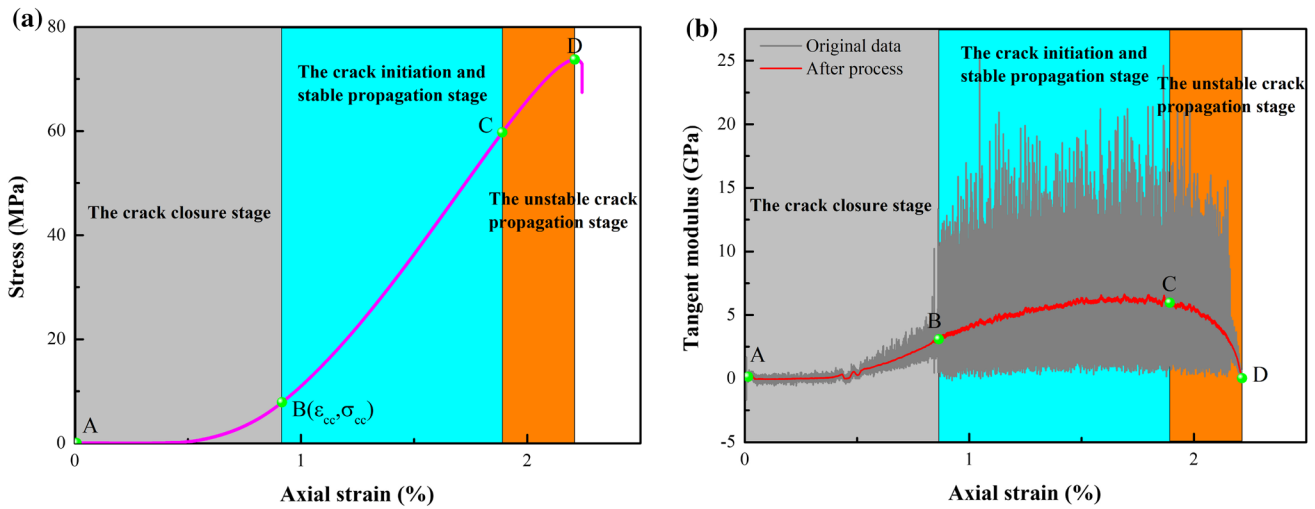 (a)
80
60
40
20
0
Stress (MPa)
0
1
2
Axial strain (%)
The crack closure stage
The crack initiation and
stable propagation stage
The unstable crack
propagation stage
A
B(ε_cc,σ_cc)
C
D
(b)
25
20
15
10
5
0
-5
Tangent modulus (GPa)
0
1
2
Axial strain (%)
Original data
After process
The crack closure stage
The crack initiation and
stable propagation stage
The unstable crack
propagation stage
A
B
C
D